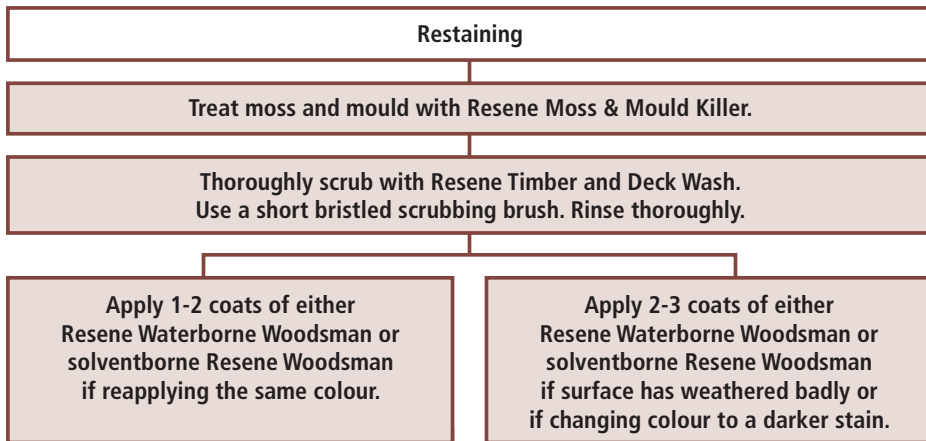 Restaining
Treat moss and mould with Resene Moss & Mould Killer.
Thoroughly scrub with Resene Timber and Deck Wash.
Use a short bristled scrubbing brush. Rinse thoroughly.
Apply 1-2 coats of either
Resene Waterborne Woodsman or
solventborne Resene Woodsman
if reapplying the same colour.
Apply 2-3 coats of either
Resene Waterborne Woodsman or
solventborne Resene Woodsman
if surface has weathered badly or
if changing colour to a darker stain.